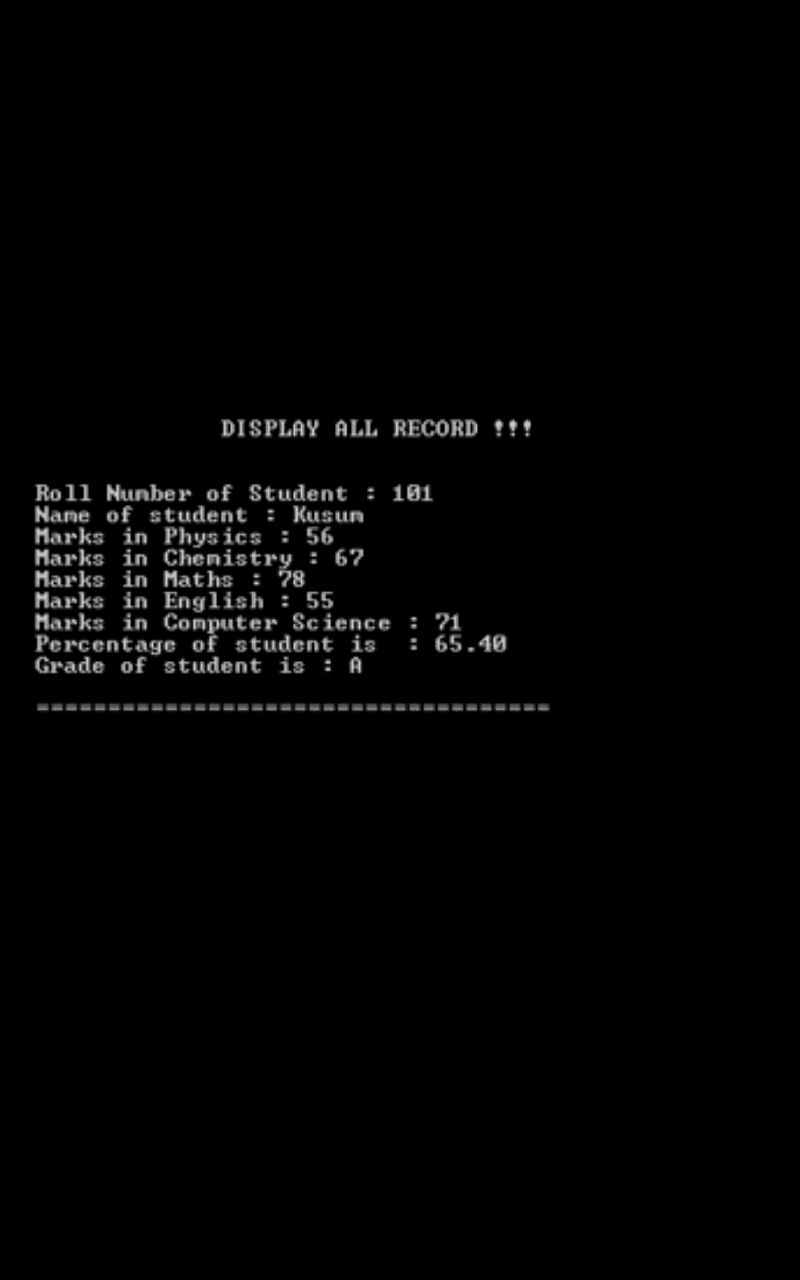 DISPLAY ALL RECORD !!!
Roll Number of Student : 101
Name of student : Kusum
Marks in Physics : 56
Marks in Chemistry : 67
Marks in Maths : 78
Marks in English : 55
Marks in Computer Science : 71
Percentage of student is  : 65.40
Grade of student is : A
====================================